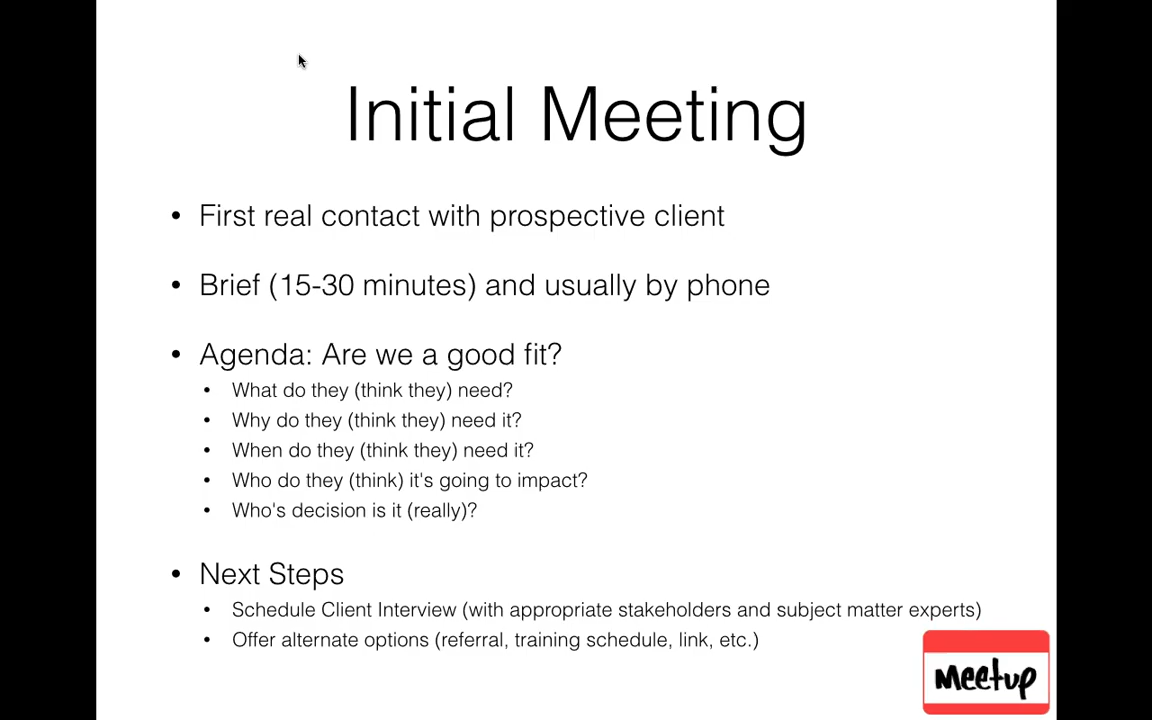 Initial Meeting
• First real contact with prospective client
• Brief (15-30 minutes) and usually by phone
• Agenda: Are we a good fit?
• What do they (think they) need?
• Why do they (think they) need it?
• When do they (think they) need it?
• Who do they (think) it's going to impact?
• Who's decision is it (really)?
• Next Steps
• Schedule Client Interview (with appropriate stakeholders and subject matter experts)
• Offer alternate options (referral, training schedule, link, etc.)
Meetup